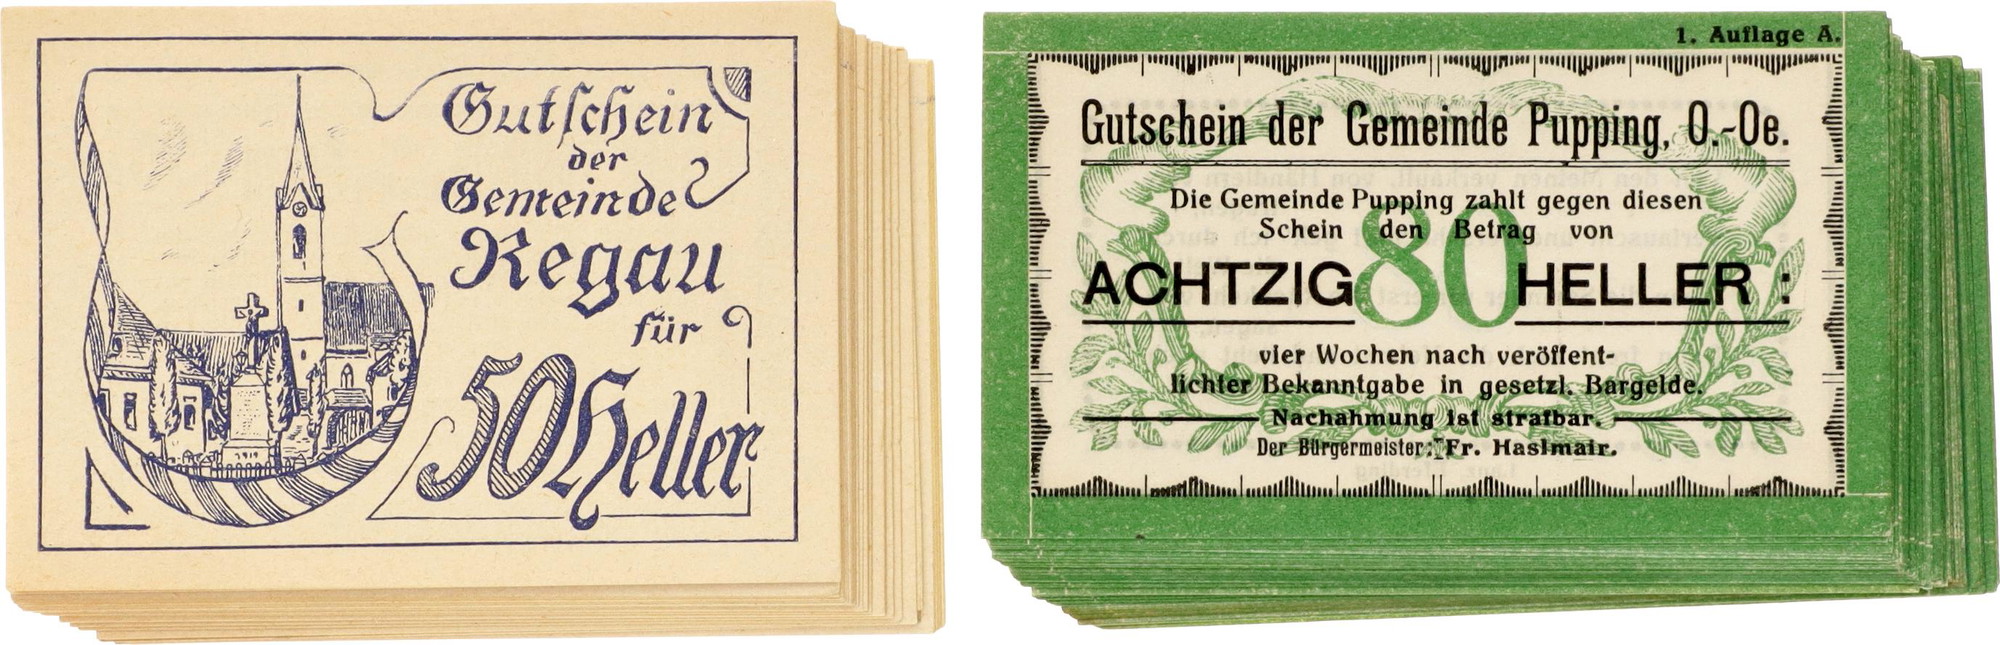 Gutschein
der
Gemeinde
Regau
für
50 Heller
1919
1. Auflage A.
Gutschein der Gemeinde Pupping, O.-Oe.
Die Gemeinde Pupping zahlt gegen diesen
Schein den Betrag von
ACHTZIG 80 HELLER :
vier Wochen nach veröffent-
lichter Bekanntgabe in gesetzl. Bargelde.
Nachahmung ist strafbar.
Der Bürgermeister: Fr. Haslmair.